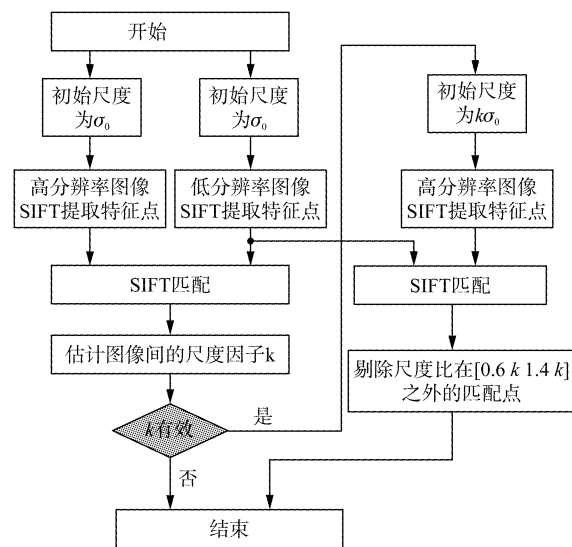 开始
初始尺度
为σ₀
初始尺度
为σ₀
初始尺度
为kσ₀
高分辨率图像
SIFT提取特征点
低分辨率图像
SIFT提取特征点
高分辨率图像
SIFT提取特征点
SIFT匹配
SIFT匹配
估计图像间的尺度因子k
剔除尺度比在[0.6 k 1.4 k]
之外的匹配点
k有效
是
否
结束